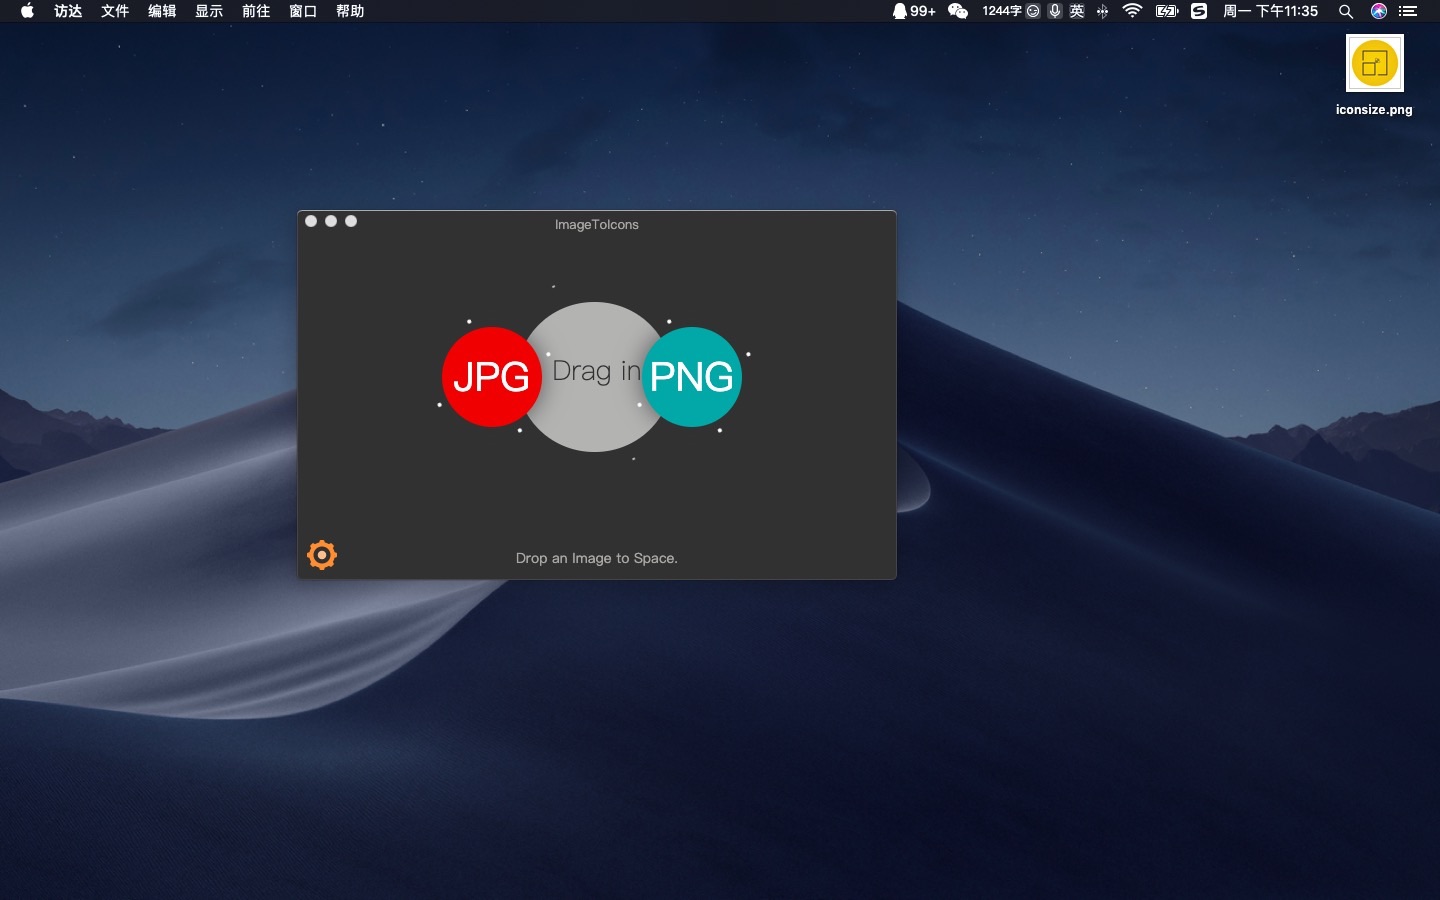 访达 文件 编辑 显示 前往 窗口 帮助 99+ 1244字 英 周一 下午11:35
iconsize.png
ImageToIcons
JPG Drag in PNG
Drop an Image to Space.